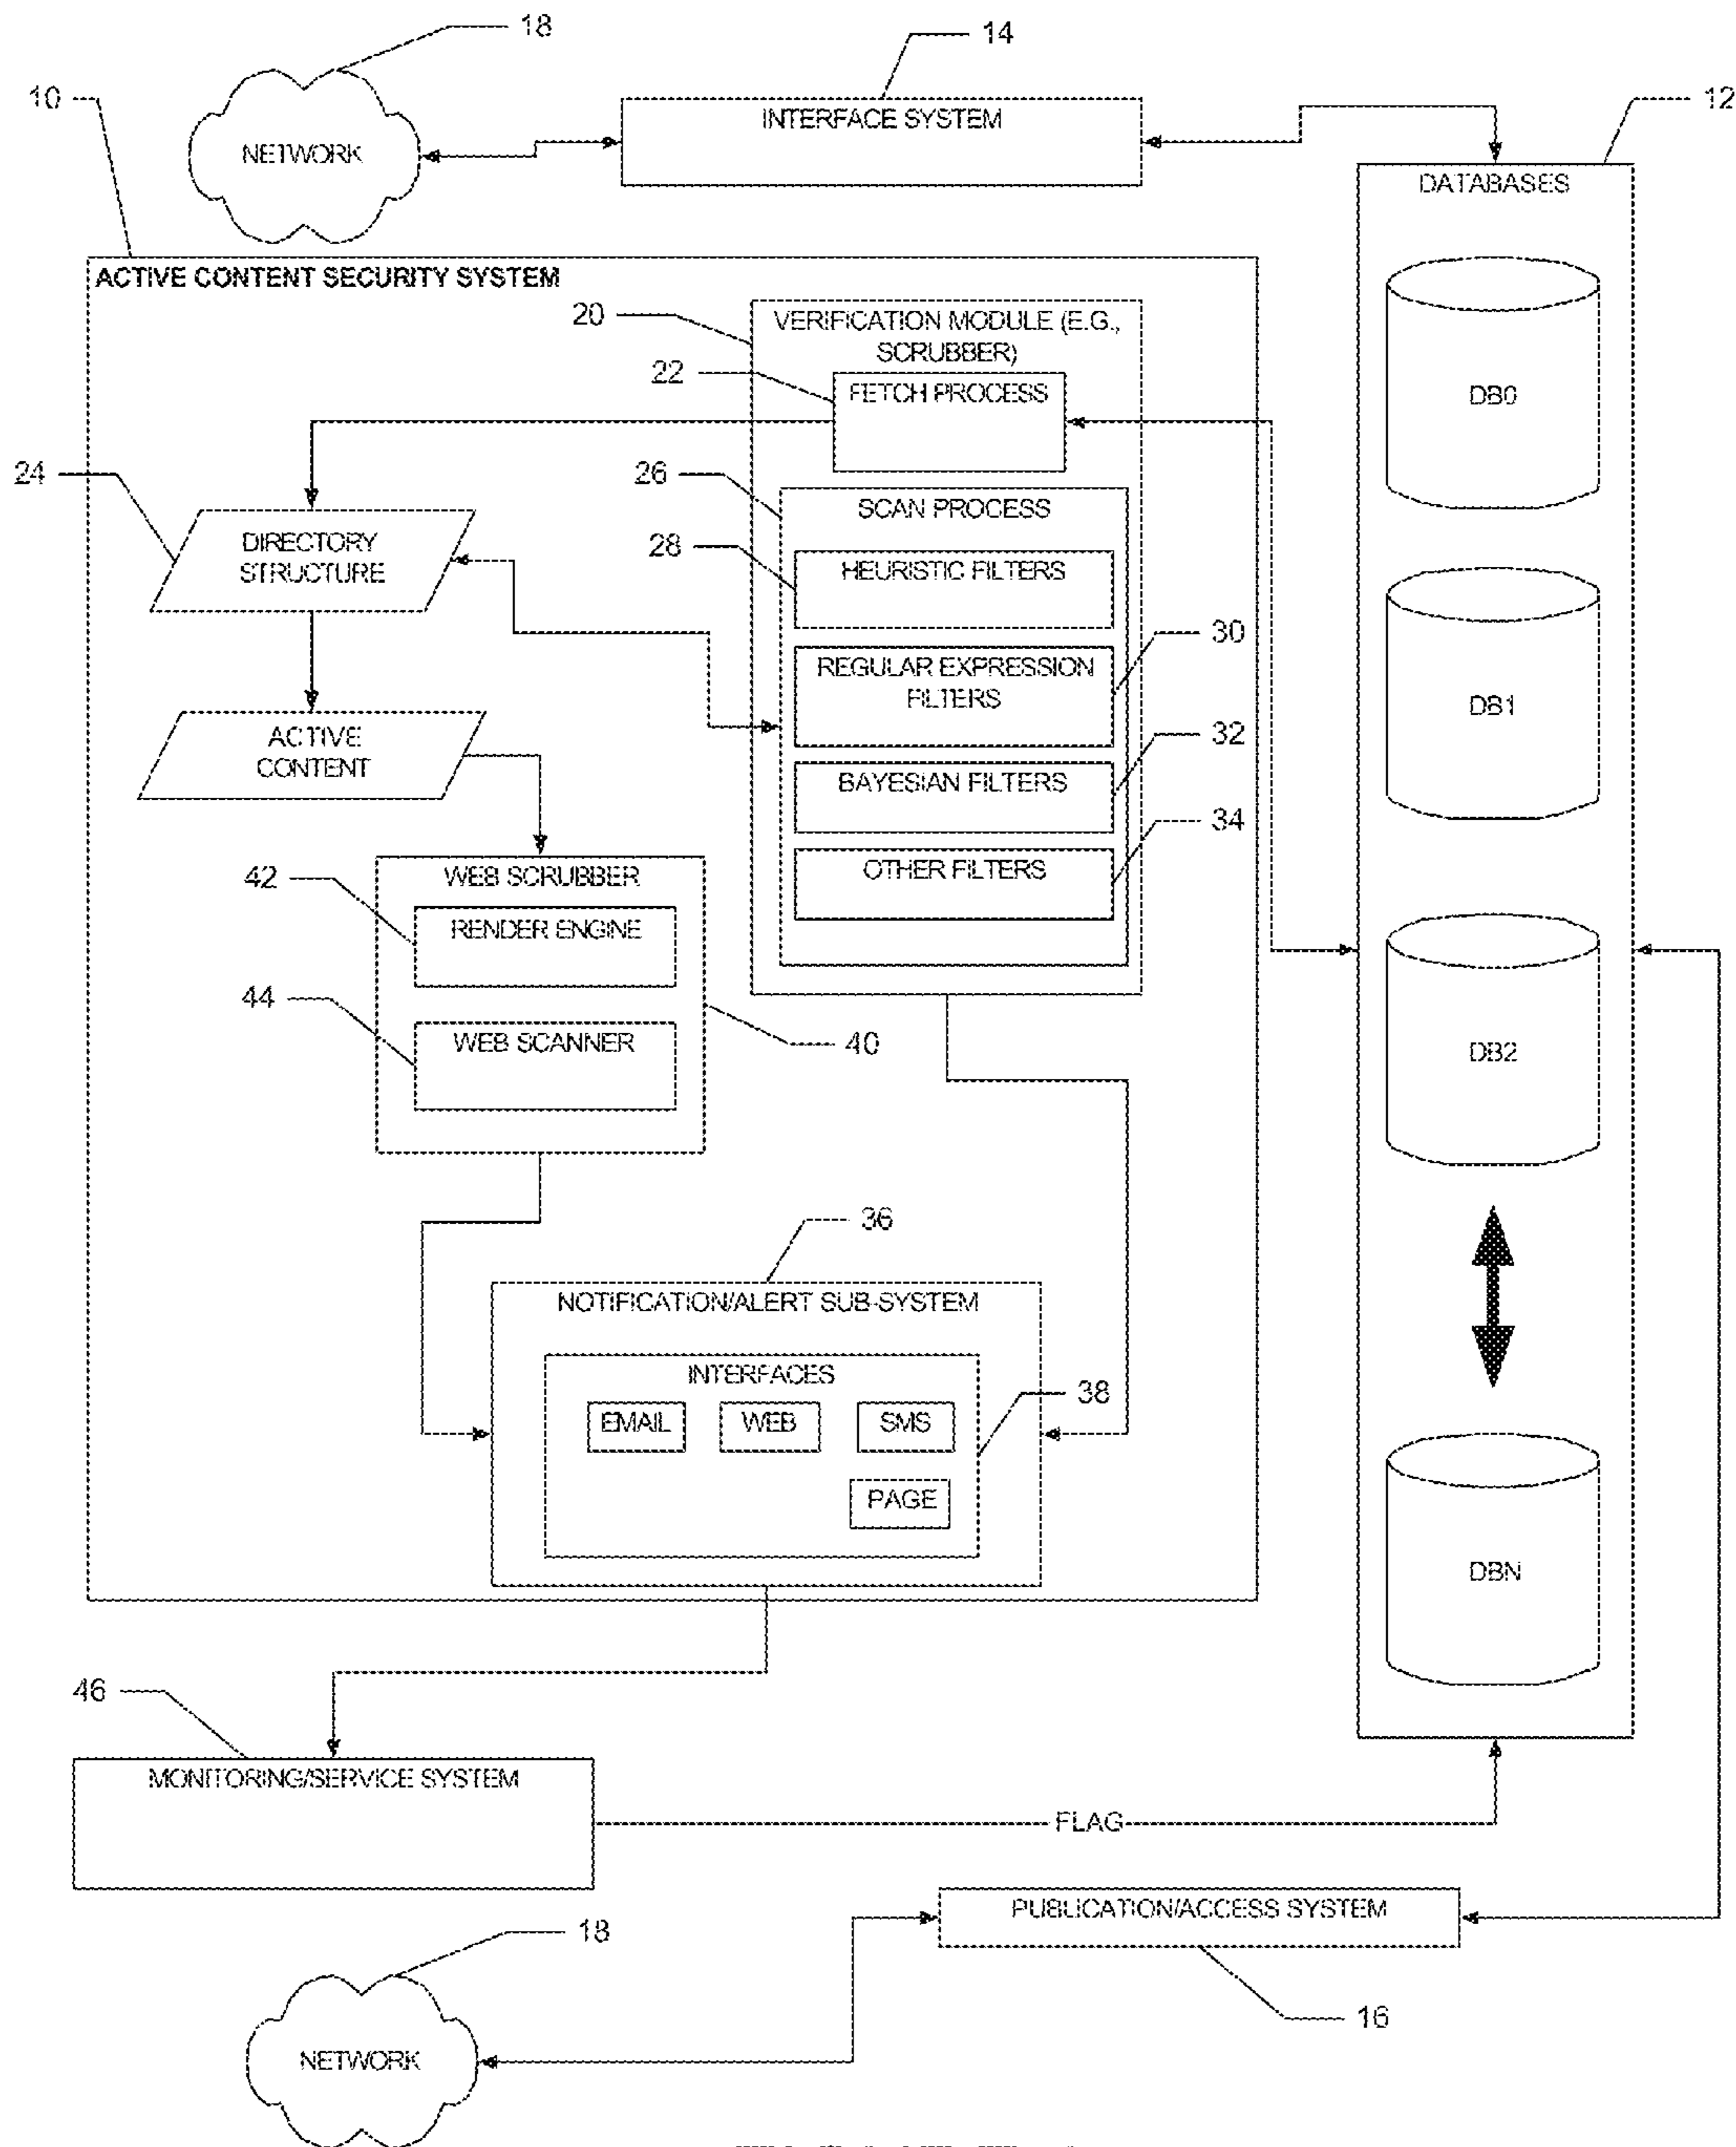 18
14
10
12
NETWORK
INTERFACE SYSTEM
DATABASES
ACTIVE CONTENT SECURITY SYSTEM
20
VERIFICATION MODULE (E.G.,
SCRUBBER)
22
FETCH PROCESS
DB0
24
26
SCAN PROCESS
DIRECTORY
STRUCTURE
28
HEURISTIC FILTERS
30
REGULAR EXPRESSION
FILTERS
DB1
ACTIVE
CONTENT
32
BAYESIAN FILTERS
34
OTHER FILTERS
42
WEB SCRUBBER
RENDER ENGINE
44
WEB SCANNER
40
DB2
36
NOTIFICATION/ALERT SUB-SYSTEM
INTERFACES
38
EMAIL
WEB
SMS
PAGE
DBN
46
MONITORING/SERVICE SYSTEM
FLAG
PUBLICATION/ACCESS SYSTEM
18
16
NETWORK